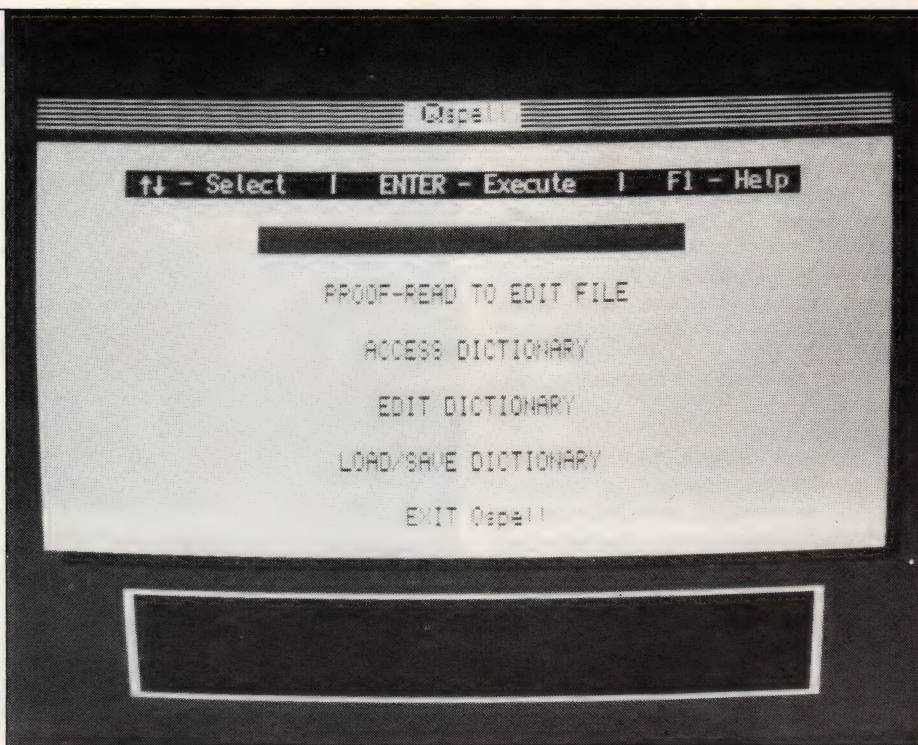 Qspell
↑↓ - Select | ENTER - Execute | F1 - Help
PROOF-READ TO EDIT FILE
ACCESS DICTIONARY
EDIT DICTIONARY
LOAD/SAVE DICTIONARY
EXIT Qspell